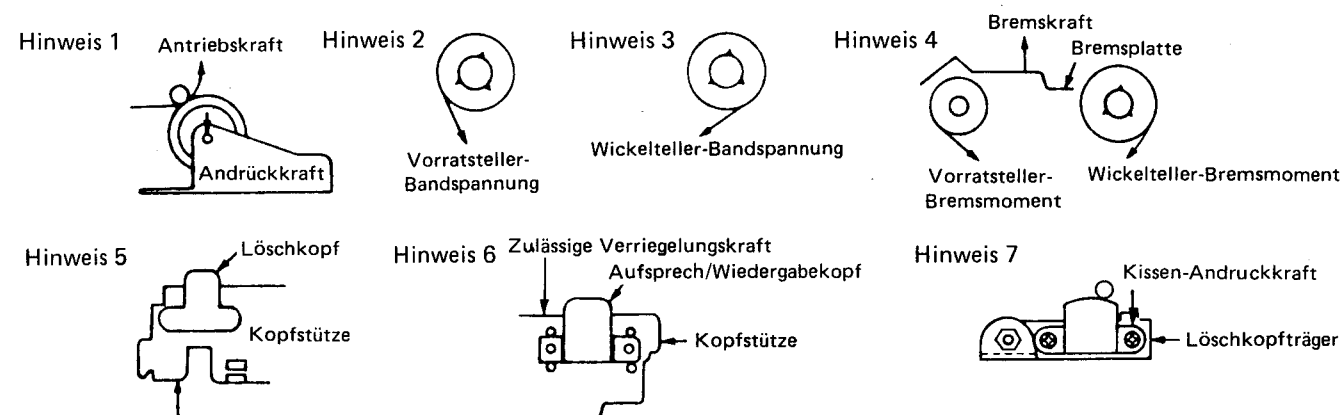 Hinweis 1
Antriebskraft
Andrückkraft
Hinweis 2
Vorratsteller-
Bandspannung
Hinweis 3
Wickelteller-Bandspannung
Hinweis 4
Bremskraft
Bremsplatte
Vorratsteller-
Bremsmoment
Wickelteller-Bremsmoment
Hinweis 5
Löschkopf
Kopfstütze
Hinweis 6
Zulässige Verriegelungskraft
Aufsprech/Wiedergabekopf
Kopfstütze
Hinweis 7
Kissen-Andruckkraft
Löschkopfträger